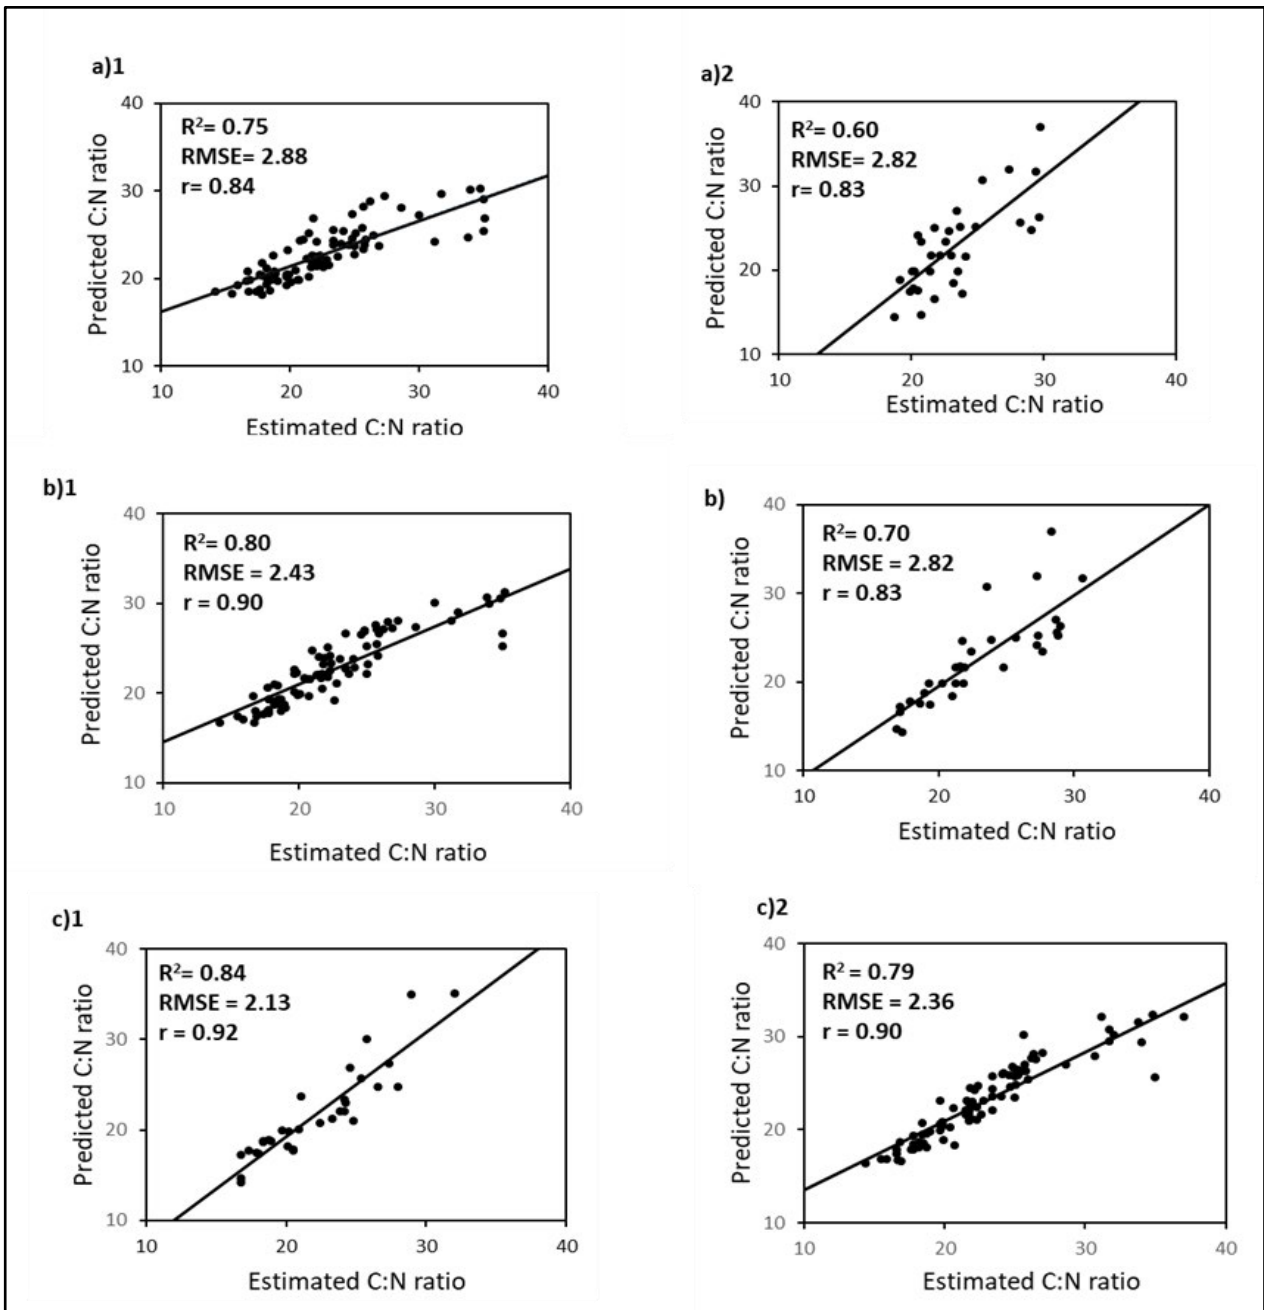 a)1
40
30
20
10
R²= 0.75
RMSE= 2.88
r= 0.84
Predicted C:N ratio
10 20 30 40
Estimated C:N ratio
a)2
40
30
20
10
R²= 0.60
RMSE= 2.82
r= 0.83
Predicted C:N ratio
10 20 30 40
Estimated C:N ratio
b)1
40
30
20
10
R²= 0.80
RMSE = 2.43
r = 0.90
Predicted C:N ratio
10 20 30 40
Estimated C:N ratio
b)
40
30
20
10
R²= 0.70
RMSE = 2.82
r = 0.83
Predicted C:N ratio
10 20 30 40
Estimated C:N ratio
c)1
40
30
20
10
R²= 0.84
RMSE = 2.13
r = 0.92
Predicted C:N ratio
10 20 30 40
Estimated C:N ratio
c)2
40
30
20
10
R² = 0.79
RMSE = 2.36
r = 0.90
Predicted C:N ratio
10 20 30 40
Estimated C:N ratio